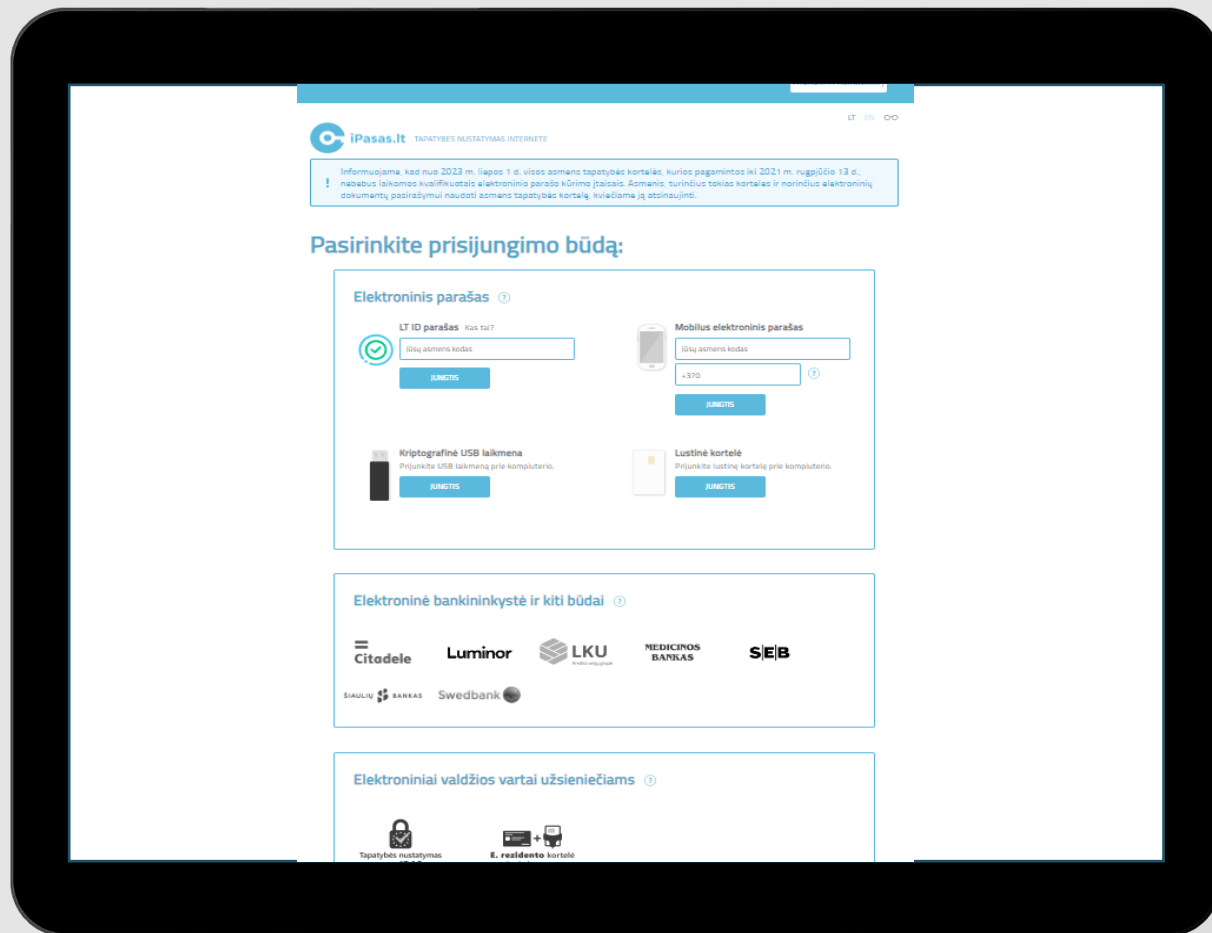 LT EN
iPasas.lt TAPATYBĖS NUSTATYMAS INTERNETE
! Informuojame, kad nuo 2023 m. liepos 1 d. visos asmens tapatybės kortelės, kurios pagamintos iki 2021 m. rugpjūčio 13 d.,
nebebus laikomos kvalifikuotais elektroninio parašo kūrimo įtaisais. Asmenis, turinčius tokias korteles ir norinčius elektroninių
dokumentų pasirašymui naudoti asmens tapatybės kortelę, kviečiame ją atsinaujinti.
Pasirinkite prisijungimo būdą:
Elektroninis parašas ?
LT ID parašas Kas tai?
Jūsų asmens kodas
JUNGTIS
Mobilus elektroninis parašas
Jūsų asmens kodas
+370 ?
JUNGTIS
Kriptografinė USB laikmena
Prijunkite USB laikmeną prie kompiuterio.
JUNGTIS
Lustinė kortelė
Prijunkite lustinę kortelę prie kompiuterio.
JUNGTIS
Elektroninė bankininkystė ir kiti būdai ?
Citadele
Luminor
LKU
MEDICINOS
BANKAS
SEB
ŠIAULIŲ BANKAS
Swedbank
Elektroniniai valdžios vartai užsieniečiams ?
Tapatybės nustatymas
E. rezidento kortelė